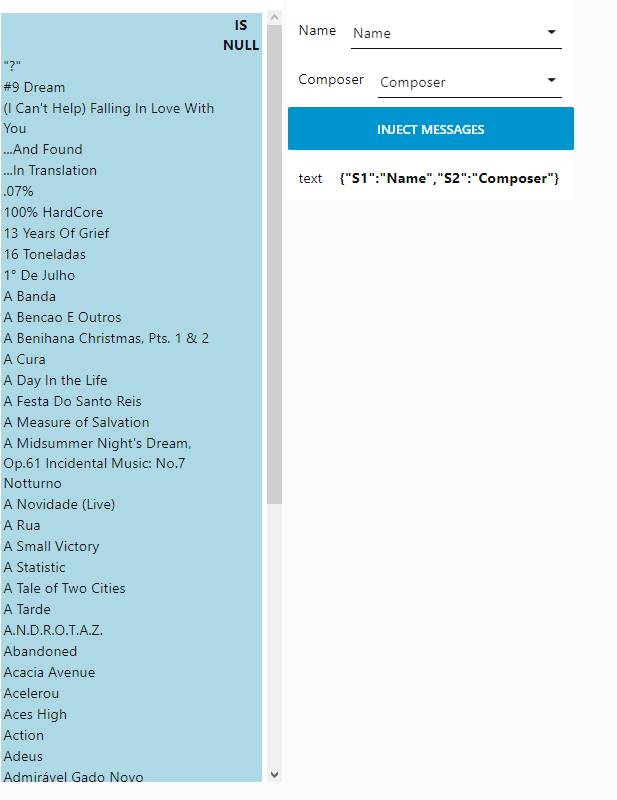 IS
NULL
"?"
#9 Dream
(I Can't Help) Falling In Love With
You
...And Found
...In Translation
.07%
100% HardCore
13 Years Of Grief
16 Toneladas
1º De Julho
A Banda
A Bencao E Outros
A Benihana Christmas, Pts. 1 & 2
A Cura
A Day In the Life
A Festa Do Santo Reis
A Measure of Salvation
A Midsummer Night's Dream,
Op.61 Incidental Music: No.7
Notturno
A Novidade (Live)
A Rua
A Small Victory
A Statistic
A Tale of Two Cities
A Tarde
A.N.D.R.O.T.A.Z.
Abandoned
Acacia Avenue
Acelerou
Aces High
Action
Adeus
Admirável Gado Novo
Name Name
Composer Composer
INJECT MESSAGES
text {"S1":"Name","S2":"Composer"}